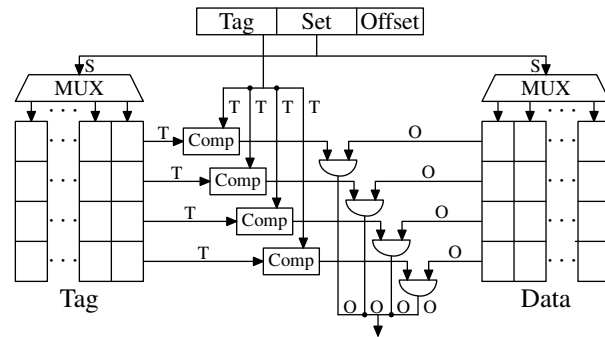 Tag Set Offset
S S
MUX MUX
T T T T
T Comp O
T Comp O
T Comp O
T Comp O
Tag Data
O O O O